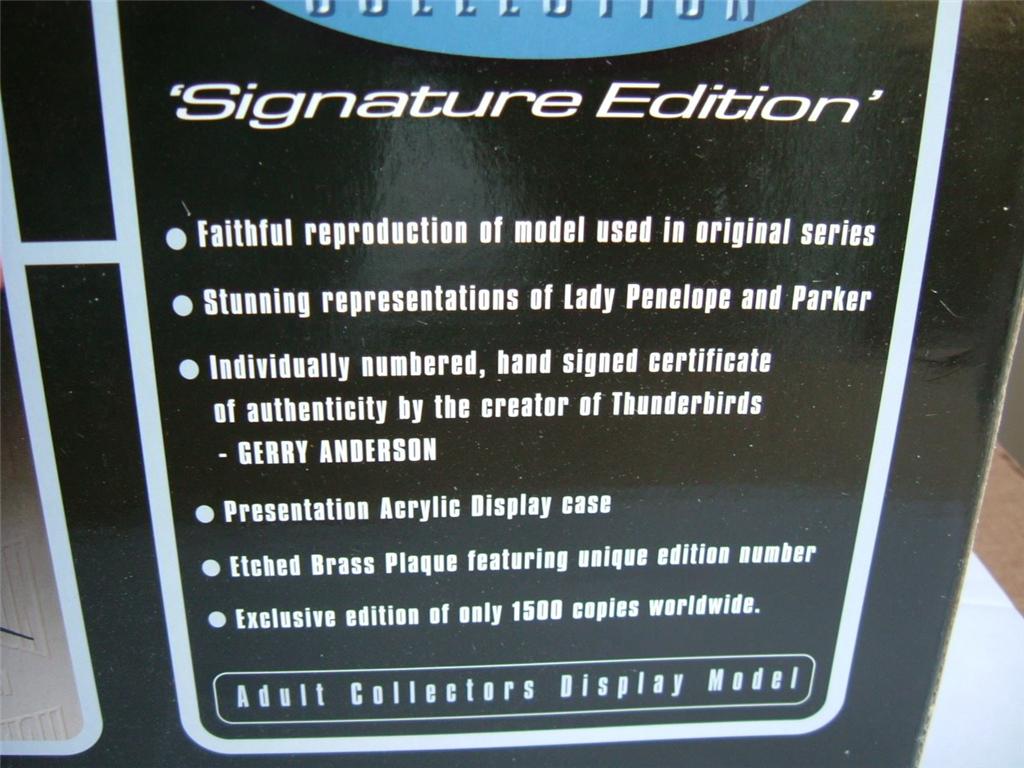 COLLECTION
'Signature Edition'
● Faithful reproduction of model used in original series
● Stunning representations of Lady Penelope and Parker
● Individually numbered, hand signed certificate
of authenticity by the creator of Thunderbirds
- GERRY ANDERSON
● Presentation Acrylic Display case
● Etched Brass Plaque featuring unique edition number
● Exclusive edition of only 1500 copies worldwide.
Adult Collectors Display Model